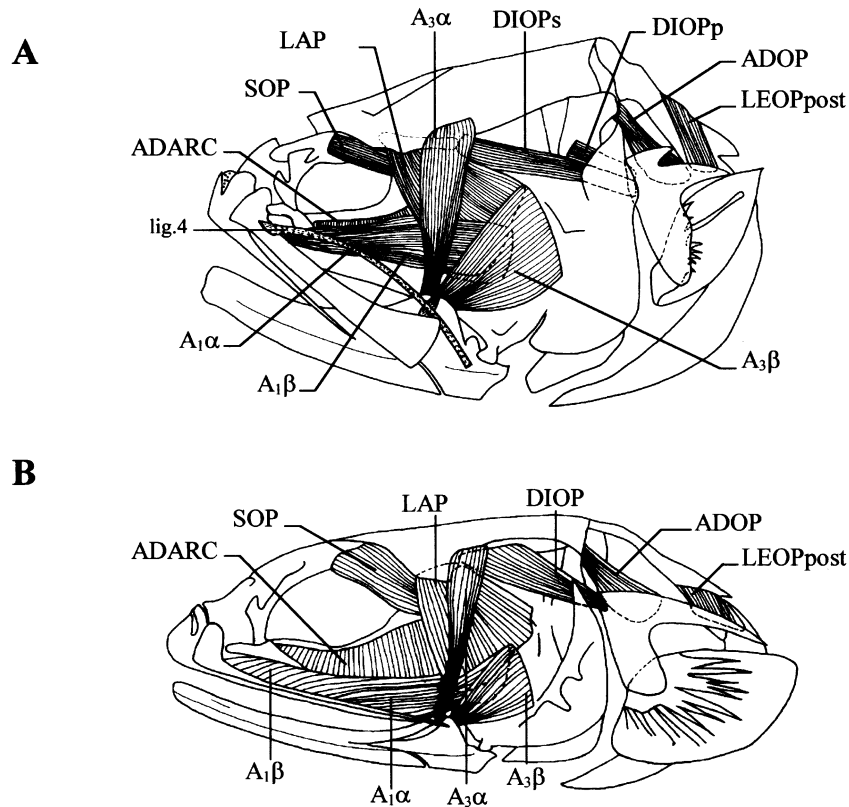 A
A₃α
DIOPs
DIOPp
LAP
ADOP
SOP
LEOPpost
ADARC
lig.4
A₁α
A₃β
A₁β
B
LAP
DIOP
SOP
ADOP
ADARC
LEOPpost
A₁β
A₃β
A₁α
A₃α